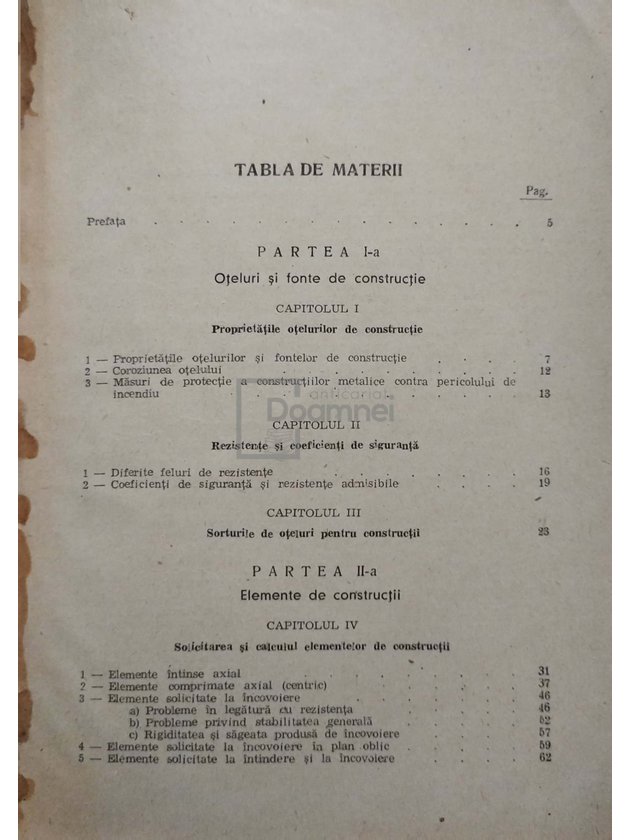 TABLA DE MATERII
Pag.
Prefața . . . . . . . . . . . . . . . 5
PARTEA I-a
Oțeluri și fonte de construcție
CAPITOLUL I
Proprietățile oțelurilor de construcție
1 — Proprietățile oțelurilor și fontelor de construcție . . . . 7
2 — Coroziunea oțelului . . . . . . . . . . 12
3 — Măsuri de protecție a construcțiilor metalice contra pericolului de
incendiu . . . . . . . . . . . . 13
anticariat
Doamnei
CAPITOLUL II
Rezistențe și coeficienți de siguranță
1 — Diferite feluri de rezistențe . . . . . . . . 16
2 — Coeficienți de siguranță și rezistențe admisibile . . . . 19
CAPITOLUL III
Sorturile de oțeluri pentru construcții 23
PARTEA II-a
Elemente de construcții
CAPITOLUL IV
Solicitarea și calculul elementelor de construcții
1 — Elemente întinse axial . . . . . . . . 31
2 — Elemente comprimate axial (centric) . . . . . . 37
3 — Elemente solicitate la încovoiere . . . . . . 46
a) Probleme în legătură cu rezistența . . . . . 46
b) Probleme privind stabilitatea generală . . . . 52
c) Rigiditatea și săgeata produsă de încovoiere . . . . 57
4 — Elemente solicitate la încovoiere în plan oblic . . . . 59
5 — Elemente solicitate la întindere și la încovoiere . . . . 62